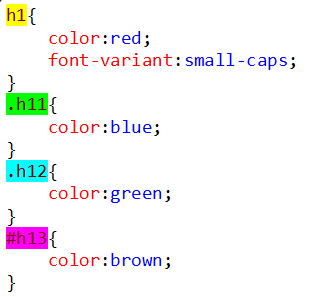 h1{
color:red;
font-variant:small-caps;
}
.h11{
color:blue;
}
.h12{
color:green;
}
#h13{
color:brown;
}